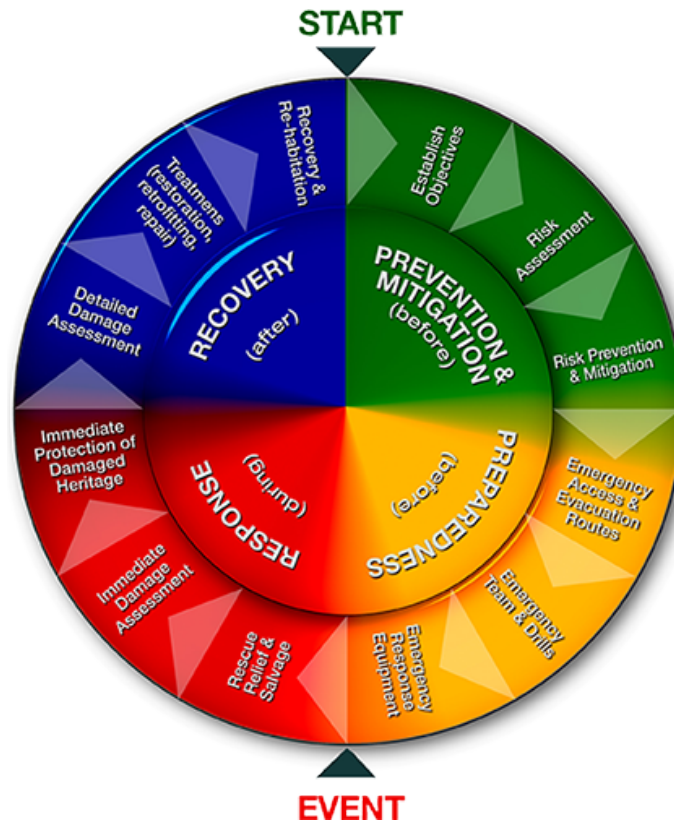 START
Establish
Objectives
Risk
Assessment
Risk Prevention
& Mitigation
Emergency
Access &
Evacuation
Routes
Emergency
Team & Drills
Emergency
Response
Equipment
Rescue
Relief &
Salvage
Immediate
Damage
Assessment
Immediate
Protection of
Damaged
Heritage
Detailed
Damage
Assessment
Treatmens
(restoration,
retrofitting,
repair)
Recovery &
Re-habitation
PREVENTION &
MITIGATION
(before)
PREPAREDNESS
(before)
RESPONSE
(during)
RECOVERY
(after)
EVENT